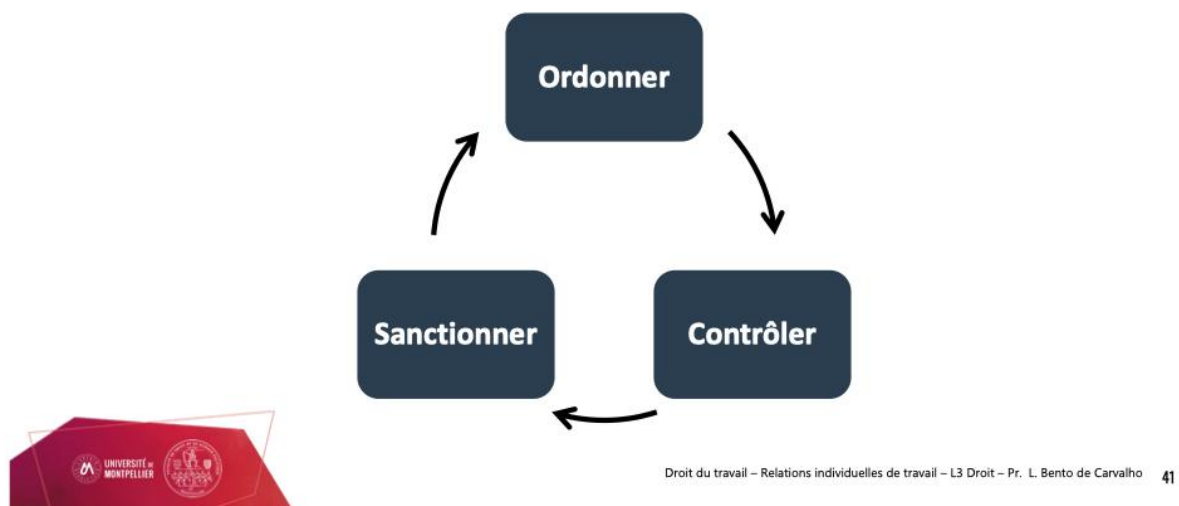 Ordonner
Sanctionner
Contrôler
UNIVERSITÉ DE
MONTPELLIER
Droit du travail – Relations individuelles de travail – L3 Droit – Pr. L. Bento de Carvalho
41